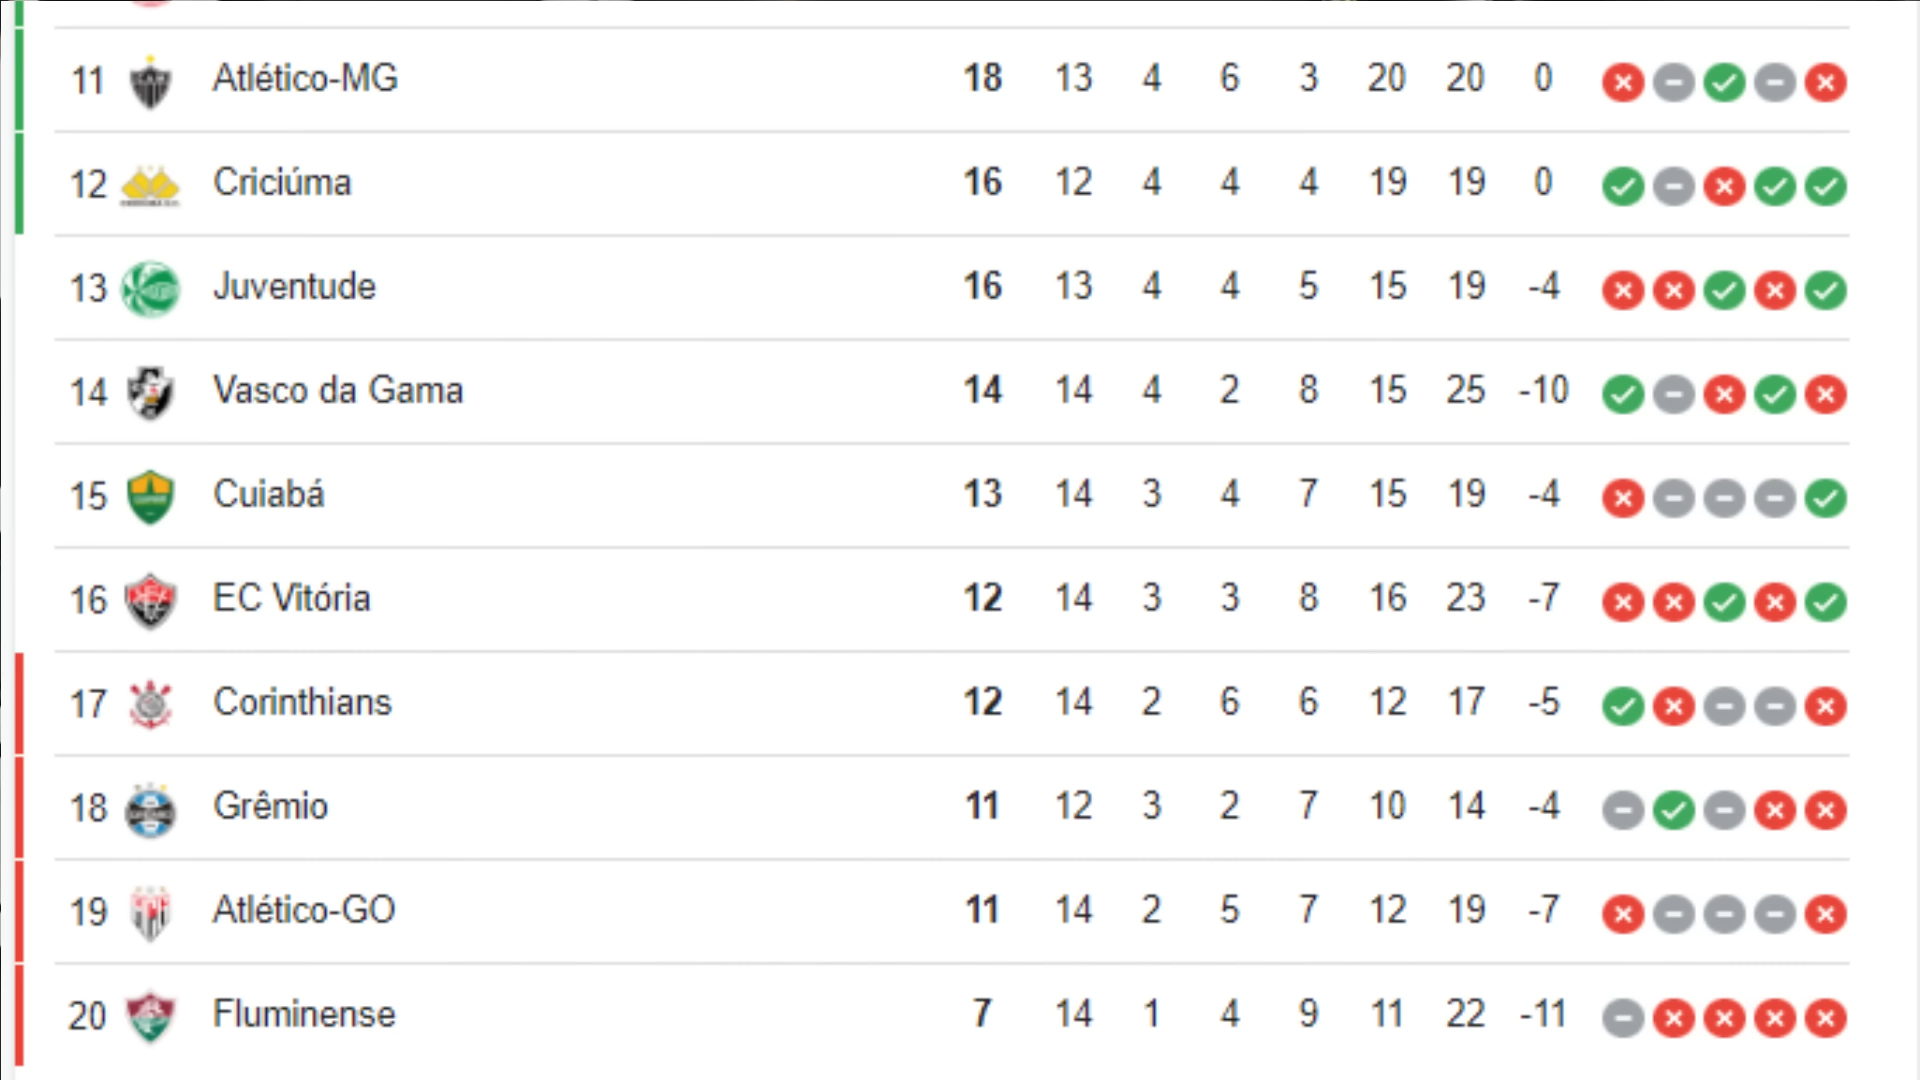 11 Atlético-MG 18 13 4 6 3 20 20 0
12 Criciúma 16 12 4 4 4 19 19 0
13 Juventude 16 13 4 4 5 15 19 -4
14 Vasco da Gama 14 14 4 2 8 15 25 -10
15 Cuiabá 13 14 3 4 7 15 19 -4
16 EC Vitória 12 14 3 3 8 16 23 -7
17 Corinthians 12 14 2 6 6 12 17 -5
18 Grêmio 11 12 3 2 7 10 14 -4
19 Atlético-GO 11 14 2 5 7 12 19 -7
20 Fluminense 7 14 1 4 9 11 22 -11